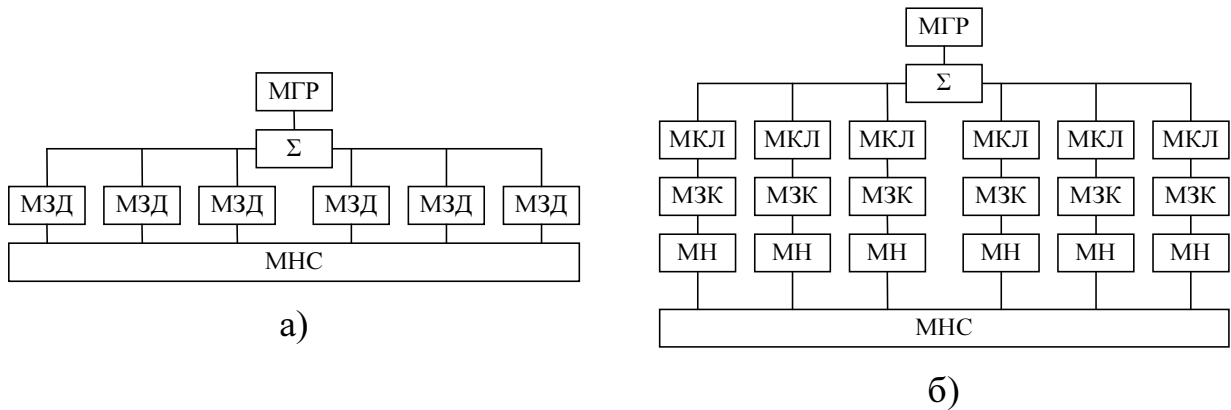 МГР
Σ
МЗД МЗД МЗД МЗД МЗД МЗД
МНС
а)
МГР
Σ
МКЛ МКЛ МКЛ МКЛ МКЛ МКЛ
МЗК МЗК МЗК МЗК МЗК МЗК
МН МН МН МН МН МН
МНС
б)